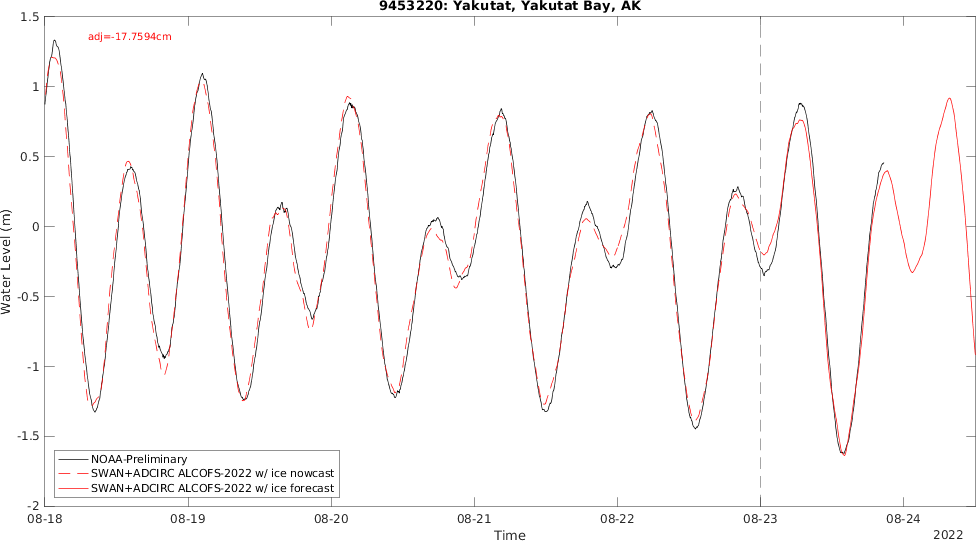 9453220: Yakutat, Yakutat Bay, AK
adj=-17.7594cm
1.5
1
0.5
0
-0.5
-1
-1.5
-2
Water Level (m)
NOAA-Preliminary
SWAN+ADCIRC ALCOFS-2022 w/ ice nowcast
SWAN+ADCIRC ALCOFS-2022 w/ ice forecast
08-18 08-19 08-20 08-21 08-22 08-23 08-24
Time
2022